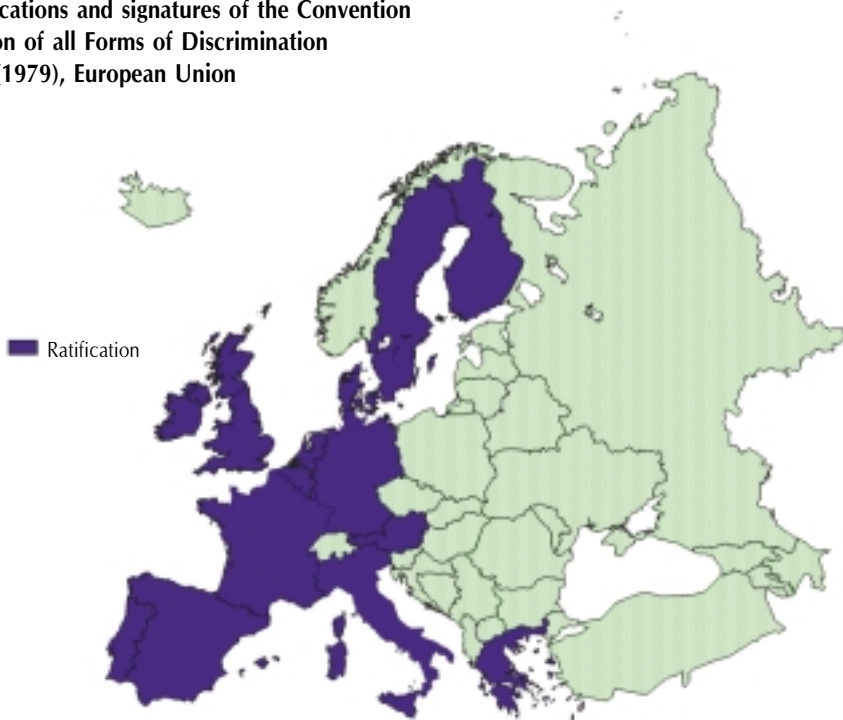 cations and signatures of the Convention
on of all Forms of Discrimination
(1979), European Union
Ratification